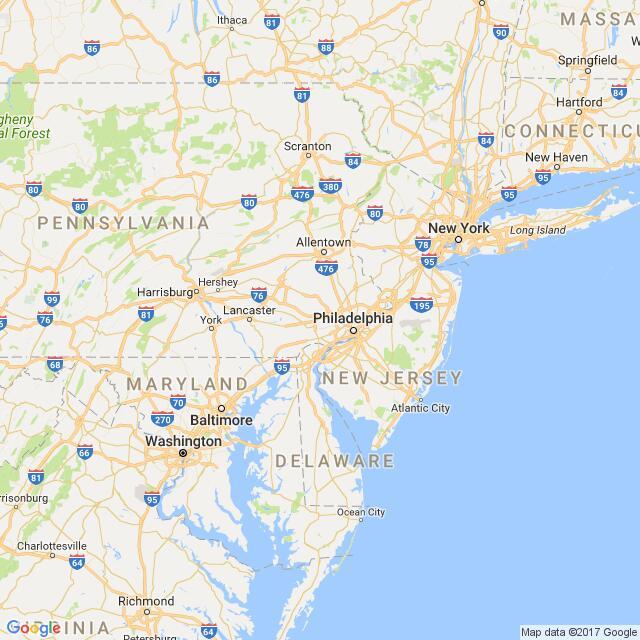 Ithaca
81
86
88
90
MASSA
Springfield
86
81
Hartford
84
gheny
al Forest
CONNECTICU
Scranton
84
84
New Haven
80
80
476
380
95
95
80
80
PENNSYLVANIA
New York
Long Island
Allentown
78
476
95
99
Harrisburg
Hershey
76
76
81
York
Lancaster
195
Philadelphia
68
95
MARYLAND
NEW JERSEY
70
270
Baltimore
Atlantic City
Washington
66
DELAWARE
81
95
rrisonburg
Ocean City
Charlottesville
64
Richmond
Google
INIA
Petersburg
64
Map data ©2017 Google